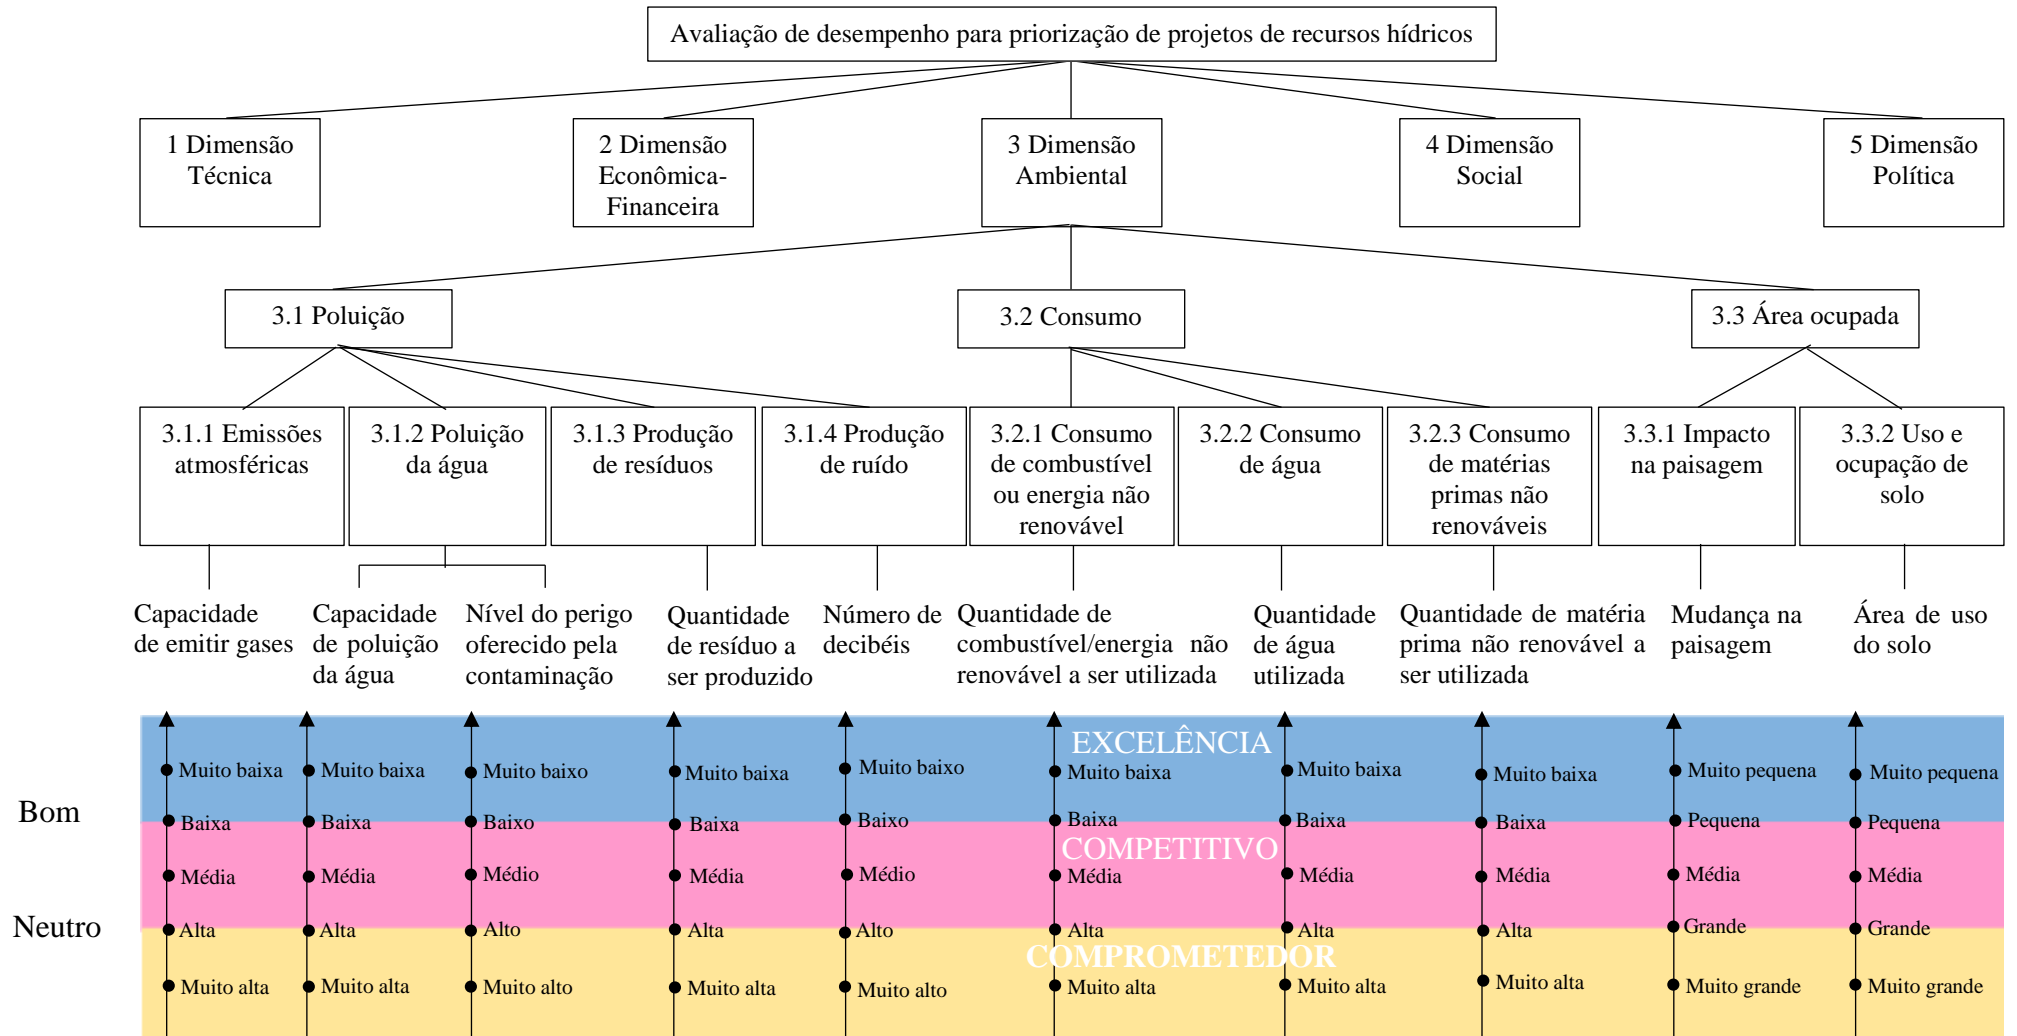 Avaliação de desempenho para priorização de projetos de recursos hídricos
1 Dimensão
Técnica
2 Dimensão
Econômica-
Financeira
3 Dimensão
Ambiental
4 Dimensão
Social
5 Dimensão
Política
3.1 Poluição
3.2 Consumo
3.3 Área ocupada
3.1.1 Emissões
atmosféricas
3.1.2 Poluição
da água
3.1.3 Produção
de resíduos
3.1.4 Produção
de ruído
3.2.1 Consumo
de combustível
ou energia não
renovável
3.2.2 Consumo
de água
3.2.3 Consumo
de matérias
primas não
renováveis
3.3.1 Impacto
na paisagem
3.3.2 Uso e
ocupação de
solo
Capacidade
de emitir gases
Capacidade
de poluição
da água
Nível do perigo
oferecido pela
contaminação
Quantidade
de resíduo a
ser produzido
Número de
decibéis
Quantidade de
combustível/energia não
renovável a ser utilizada
Quantidade
de água
utilizada
Quantidade de matéria
prima não renovável a
ser utilizada
Mudança na
paisagem
Área de uso
do solo
EXCELÊNCIA
Muito baixa
Muito baixa
Muito baixo
Muito baixa
Muito baixo
Muito baixa
Muito baixa
Muito baixa
Muito pequena
Muito pequena
Bom
Baixa
Baixa
Baixo
Baixa
Baixo
Baixa
Baixa
Baixa
Pequena
Pequena
COMPETITIVO
Média
Média
Médio
Média
Médio
Média
Média
Média
Média
Média
Neutro
Alta
Alta
Alto
Alta
Alto
Alta
Alta
Alta
Grande
Grande
COMPROMETEDOR
Muito alta
Muito alta
Muito alto
Muito alta
Muito alto
Muito alta
Muito alta
Muito alta
Muito grande
Muito grande